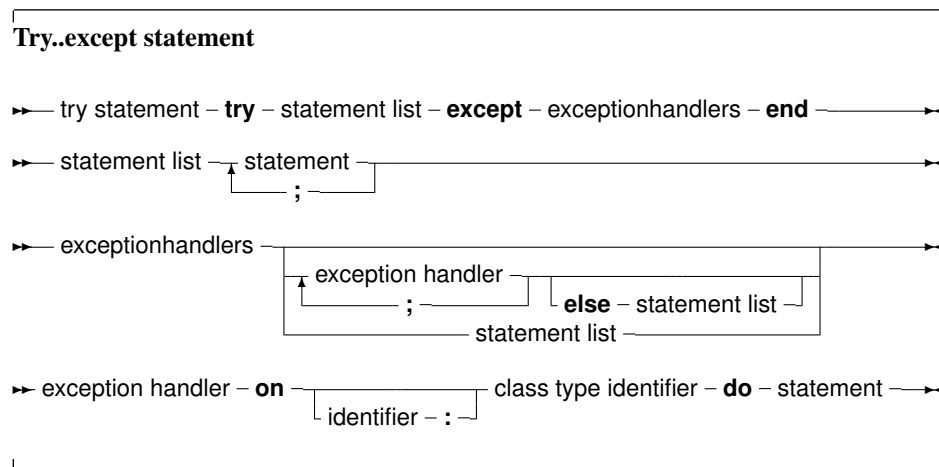 Try..except statement
try statement – try – statement list – except – exceptionhandlers – end
statement list statement
;
exceptionhandlers
exception handler
; else – statement list
statement list
exception handler – on class type identifier – do – statement
identifier – :